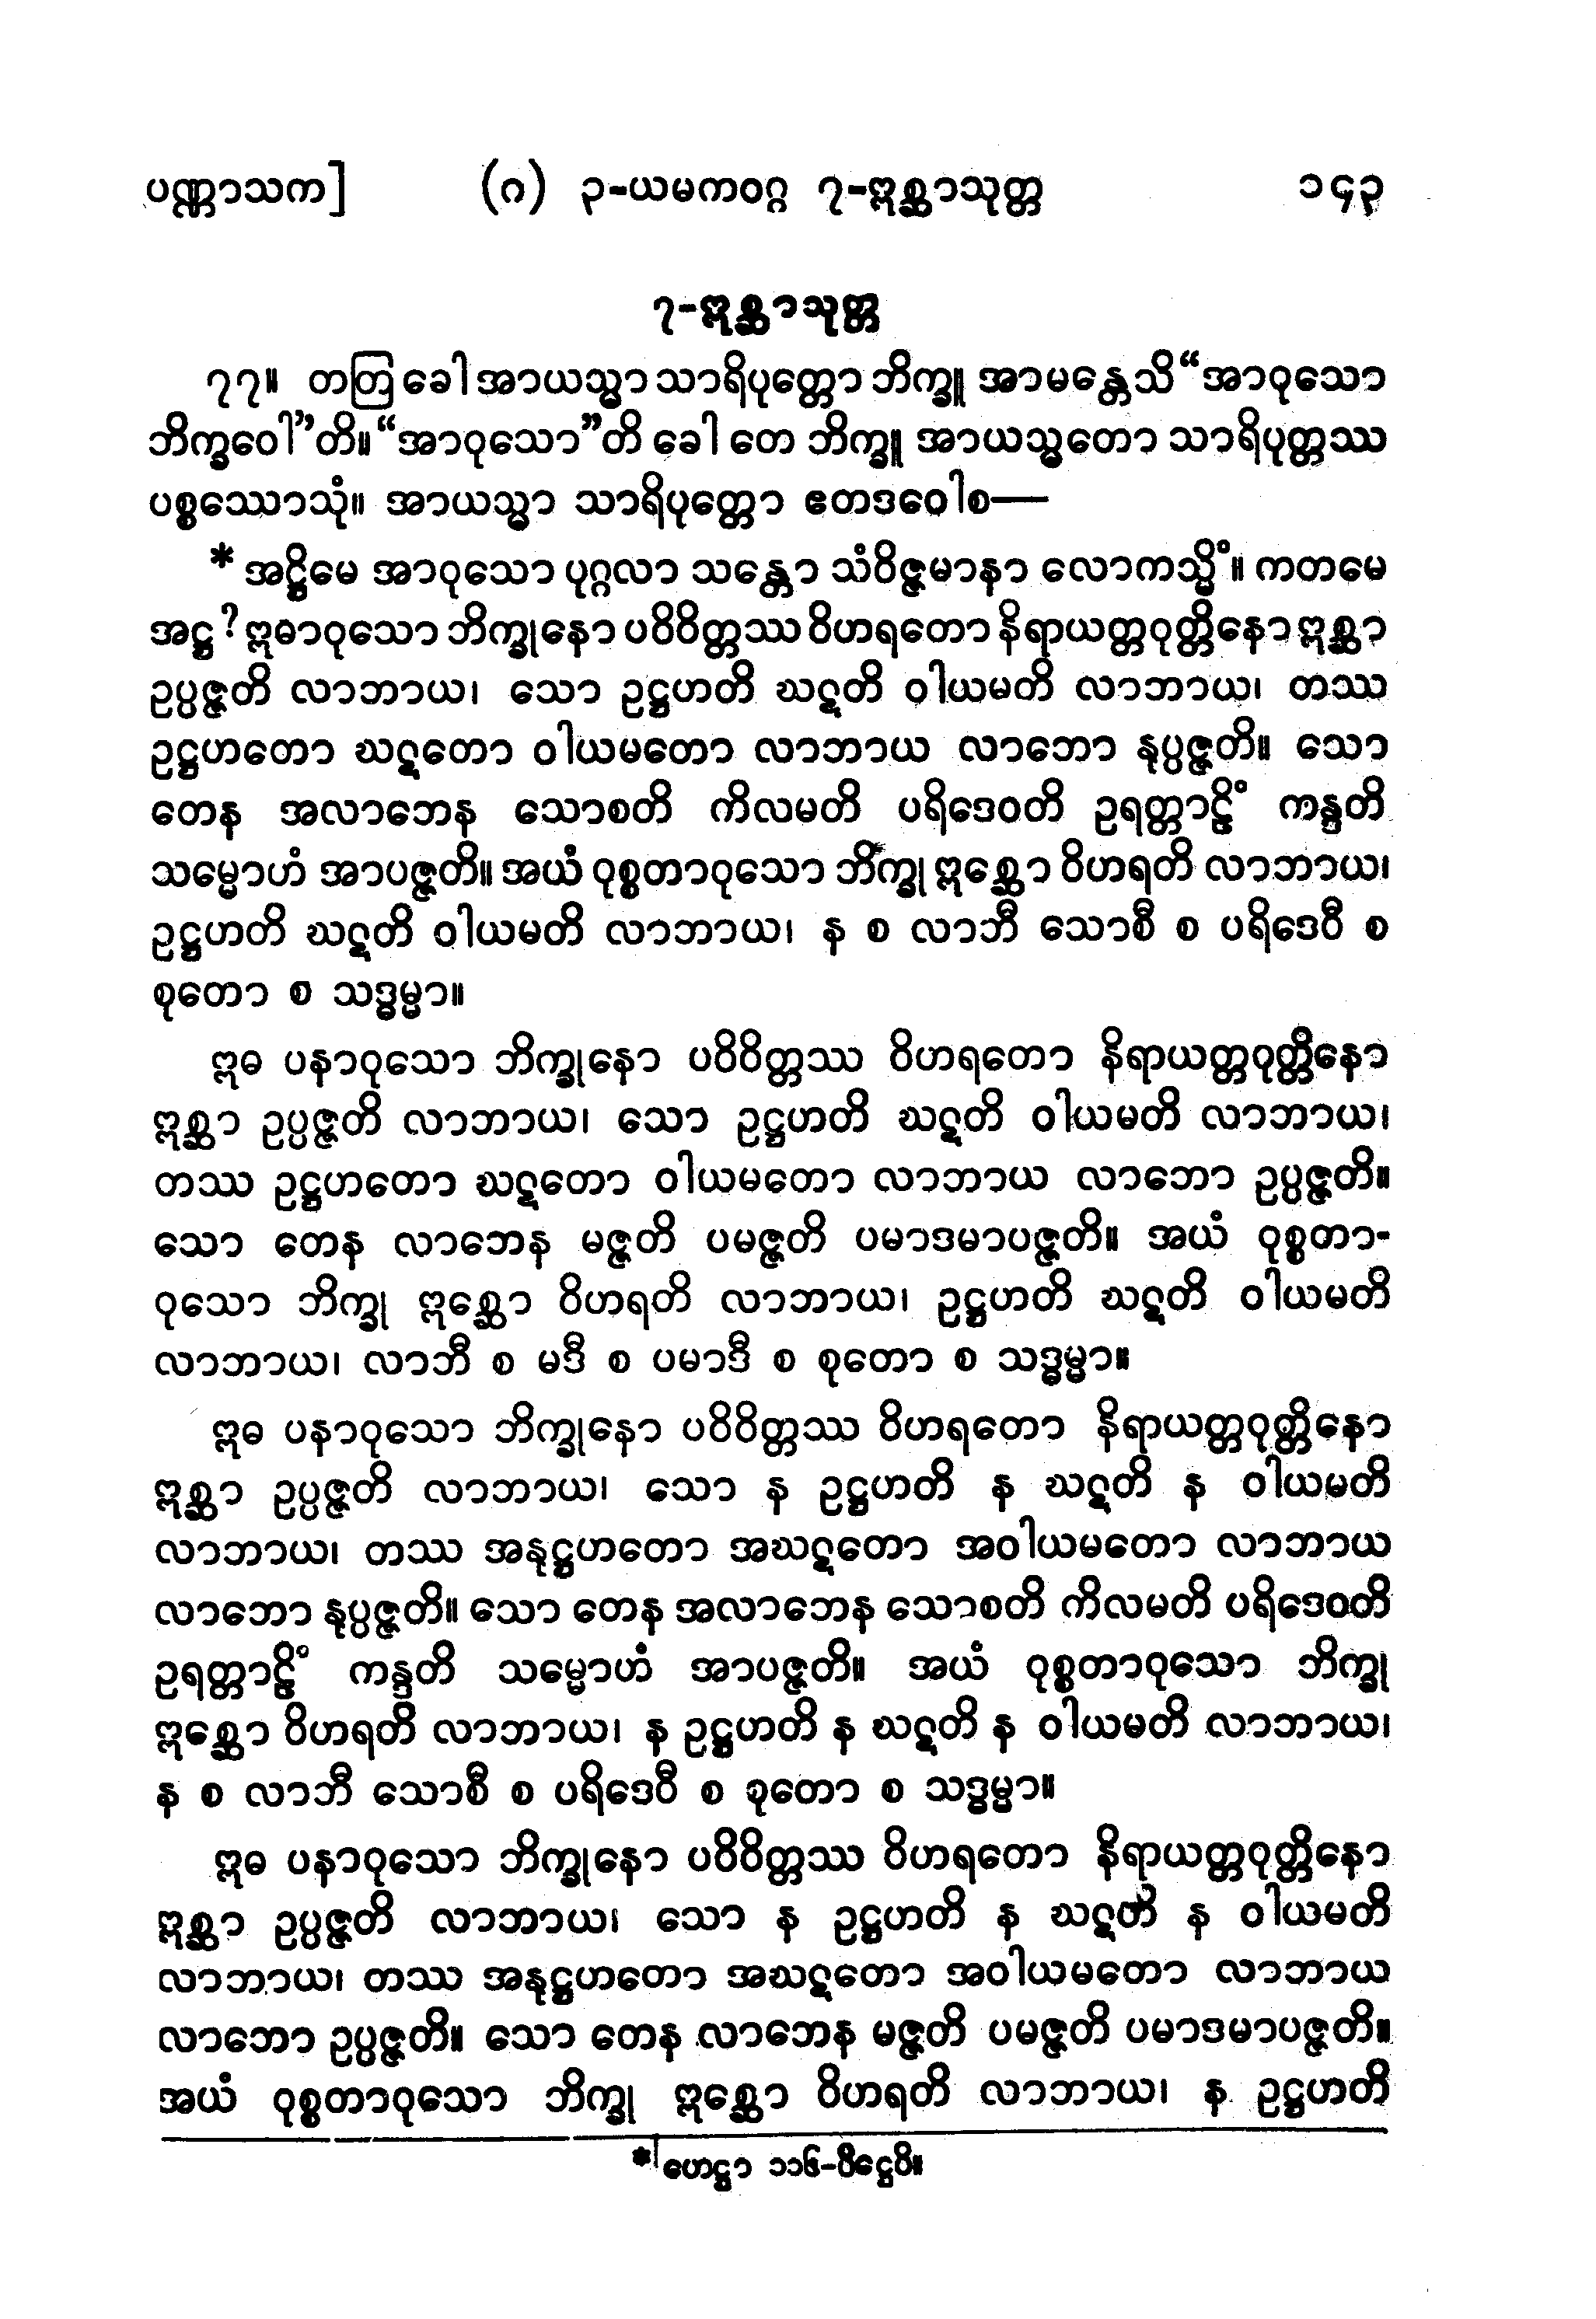 ပဏ္ဏာသက] (ဂ) ၃-ယမကဝဂ္ဂ ၇-ဣစ္ဆာသုတ္တ ၁၄၃
၇-ဣစ္ဆာသုတ္တ
၇၇။ တတြ ခေါ အာယသ္မာ သာရိပုတ္တော ဘိက္ခူ အာမန္တေသိ “အာဝုသော
ဘိက္ခဝေါ”တိ။ “အာဝုသော”တိ ခေါ တေ ဘိက္ခူ အာယသ္မတော သာရိပုတ္တဿ
ပစ္စဿောသုံ။ အာယသ္မာ သာရိပုတ္တော ဧတဒဝေါစ—
* အဋ္ဌိမေ အာဝုသော ပုဂ္ဂလာ သန္တော သံဝိဇ္ဇမာနာ လောကသ္မိံ။ ကတမေ
အဋ္ဌ? ဣဓာဝုသော ဘိက္ခုနော ပဝိဝိတ္တဿ ဝိဟရတော နိရာယတ္တဝုတ္တိနော ဣစ္ဆာ
ဥပ္ပဇ္ဇတိ လာဘာယ၊ သော ဥဋ္ဌဟတိ ဃဋတိ ဝါယမတိ လာဘာယ၊ တဿ
ဥဋ္ဌဟတော ဃဋတော ဝါယမတော လာဘာယ လာဘော နုပ္ပဇ္ဇတိ။ သော
တေန အလာဘေန သောစတိ ကိလမတိ ပရိဒေဝတိ ဥရတ္တာဠိံ ကန္ဒတိ
သမ္မောဟံ အာပဇ္ဇတိ။ အယံ ဝုစ္စတာဝုသော ဘိက္ခု ဣစ္ဆော ဝိဟရတိ လာဘာယ၊
ဥဋ္ဌဟတိ ဃဋတိ ဝါယမတိ လာဘာယ၊ န စ လာဘီ သောစီ စ ပရိဒေဝီ စ
စုတော စ သဒ္ဓမ္မာ။
ဣဓ ပနာဝုသော ဘိက္ခုနော ပဝိဝိတ္တဿ ဝိဟရတော နိရာယတ္တဝုတ္တိနော
ဣစ္ဆာ ဥပ္ပဇ္ဇတိ လာဘာယ၊ သော ဥဋ္ဌဟတိ ဃဋတိ ဝါယမတိ လာဘာယ၊
တဿ ဥဋ္ဌဟတော ဃဋတော ဝါယမတော လာဘာယ လာဘော ဥပ္ပဇ္ဇတိ။
သော တေန လာဘေန မဇ္ဇတိ ပမဇ္ဇတိ ပမာဒမာပဇ္ဇတိ။ အယံ ဝုစ္စတာ-
ဝုသော ဘိက္ခု ဣစ္ဆော ဝိဟရတိ လာဘာယ၊ ဥဋ္ဌဟတိ ဃဋတိ ဝါယမတိ
လာဘာယ၊ လာဘီ စ မဒီ စ ပမာဒီ စ စုတော စ သဒ္ဓမ္မာ။
ဣဓ ပနာဝုသော ဘိက္ခုနော ပဝိဝိတ္တဿ ဝိဟရတော နိရာယတ္တဝုတ္တိနော
ဣစ္ဆာ ဥပ္ပဇ္ဇတိ လာဘာယ၊ သော န ဥဋ္ဌဟတိ န ဃဋတိ န ဝါယမတိ
လာဘာယ၊ တဿ အနုဋ္ဌဟတော အဃဋတော အဝါယမတော လာဘာယ
လာဘော နုပ္ပဇ္ဇတိ။ သော တေန အလာဘေန သောစတိ ကိလမတိ ပရိဒေဝတိ
ဥရတ္တာဠိံ ကန္ဒတိ သမ္မောဟံ အာပဇ္ဇတိ။ အယံ ဝုစ္စတာဝုသော ဘိက္ခု
ဣစ္ဆော ဝိဟရတိ လာဘာယ၊ န ဥဋ္ဌဟတိ န ဃဋတိ န ဝါယမတိ လာဘာယ၊
န စ လာဘီ သောစီ စ ပရိဒေဝီ စ စုတော စ သဒ္ဓမ္မာ။
ဣဓ ပနာဝုသော ဘိက္ခုနော ပဝိဝိတ္တဿ ဝိဟရတော နိရာယတ္တဝုတ္တိနော
ဣစ္ဆာ ဥပ္ပဇ္ဇတိ လာဘာယ၊ သော န ဥဋ္ဌဟတိ န ဃဋတိ န ဝါယမတိ
လာဘာယ၊ တဿ အနုဋ္ဌဟတော အဃဋတော အဝါယမတော လာဘာယ
လာဘော ဥပ္ပဇ္ဇတိ။ သော တေန လာဘေန မဇ္ဇတိ ပမဇ္ဇတိ ပမာဒမာပဇ္ဇတိ။
အယံ ဝုစ္စတာဝုသော ဘိက္ခု ဣစ္ဆော ဝိဟရတိ လာဘာယ၊ န ဥဋ္ဌဟတိ
* ဟေဋ္ဌာ ၁၁၆-ပိဋ္ဌေပိ။